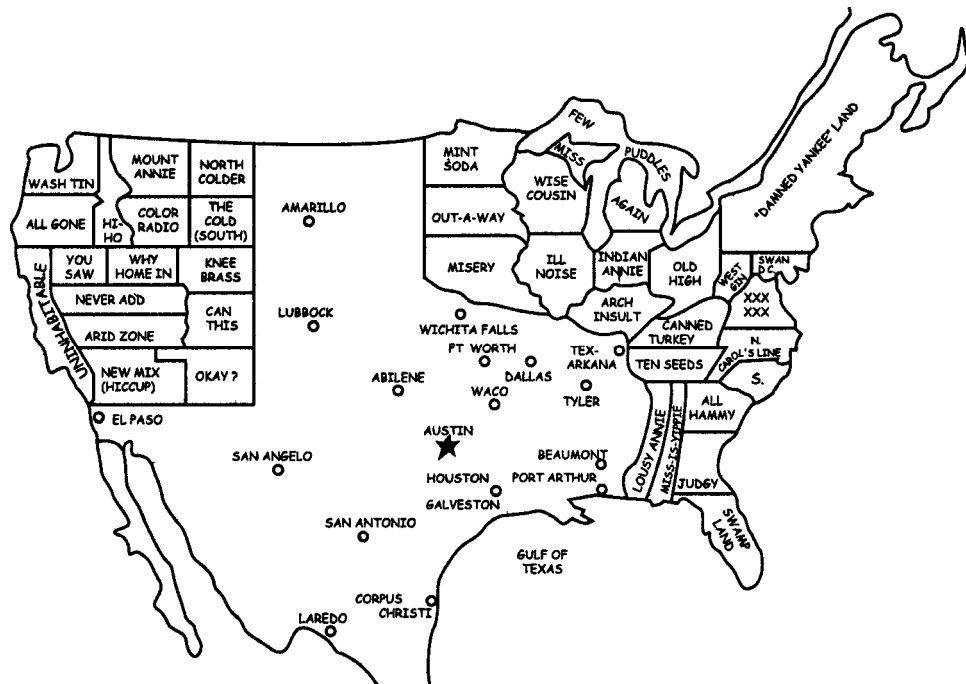 "DAMNED YANKEE" LAND
FEW
MISS
PUDDLES
AGAIN
MINT
SODA
WISE
COUSIN
OUT-A-WAY
MISERY
ILL
NOISE
INDIAN
ANNIE
OLD
HIGH
WEST
GIN
SWAN
D.C.
XXX
XXX
ARCH
INSULT
CANNED
TURKEY
N.
CAROL'S LINE
TEN SEEDS
S.
ALL
HAMMY
LOUSY ANNIE
MISS-IS-YIPPIE
JUDGY
SWAMP
LAND
WASH TIN
MOUNT
ANNIE
NORTH
COLDER
ALL GONE
HI-
HO
COLOR
RADIO
THE
COLD
(SOUTH)
YOU
SAW
WHY
HOME IN
KNEE
BRASS
UNINHABITABLE
NEVER ADD
ARID ZONE
CAN
THIS
NEW MIX
(HICCUP)
OKAY ?
AMARILLO
LUBBOCK
WICHITA FALLS
FT WORTH
DALLAS
TEX-
ARKANA
ABILENE
WACO
TYLER
EL PASO
AUSTIN
SAN ANGELO
BEAUMONT
HOUSTON
PORT ARTHUR
GALVESTON
SAN ANTONIO
GULF OF
TEXAS
CORPUS
CHRISTI
LAREDO